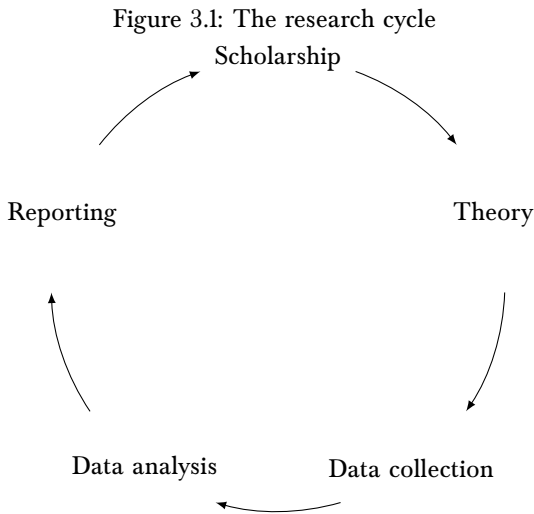 Figure 3.1: The research cycle
Scholarship
Reporting
Theory
Data analysis
Data collection